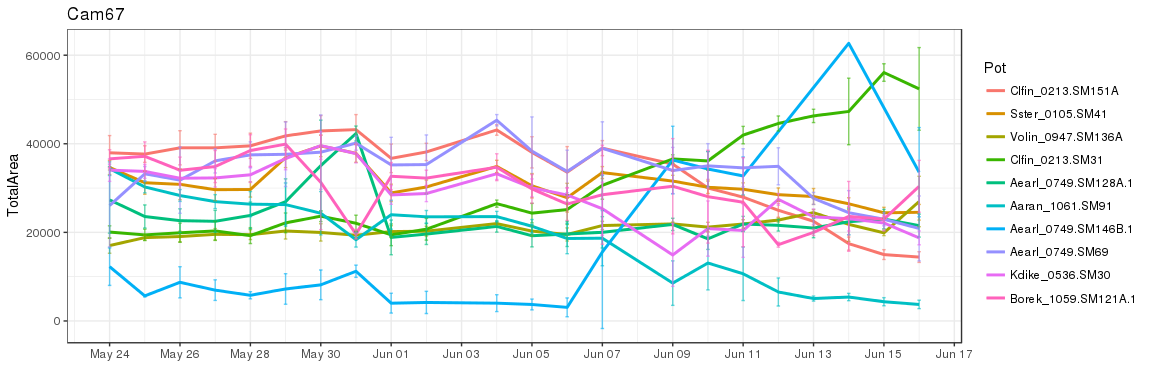 Cam67
TotalArea
60000
40000
20000
0
May 24 May 26 May 28 May 30 Jun 01 Jun 03 Jun 05 Jun 07 Jun 09 Jun 11 Jun 13 Jun 15 Jun 17
Pot
Clfin_0213.SM151A
Sster_0105.SM41
Volin_0947.SM136A
Clfin_0213.SM31
Aearl_0749.SM128A.1
Aaran_1061.SM91
Aearl_0749.SM146B.1
Aearl_0749.SM69
Kdike_0536.SM30
Borek_1059.SM121A.1